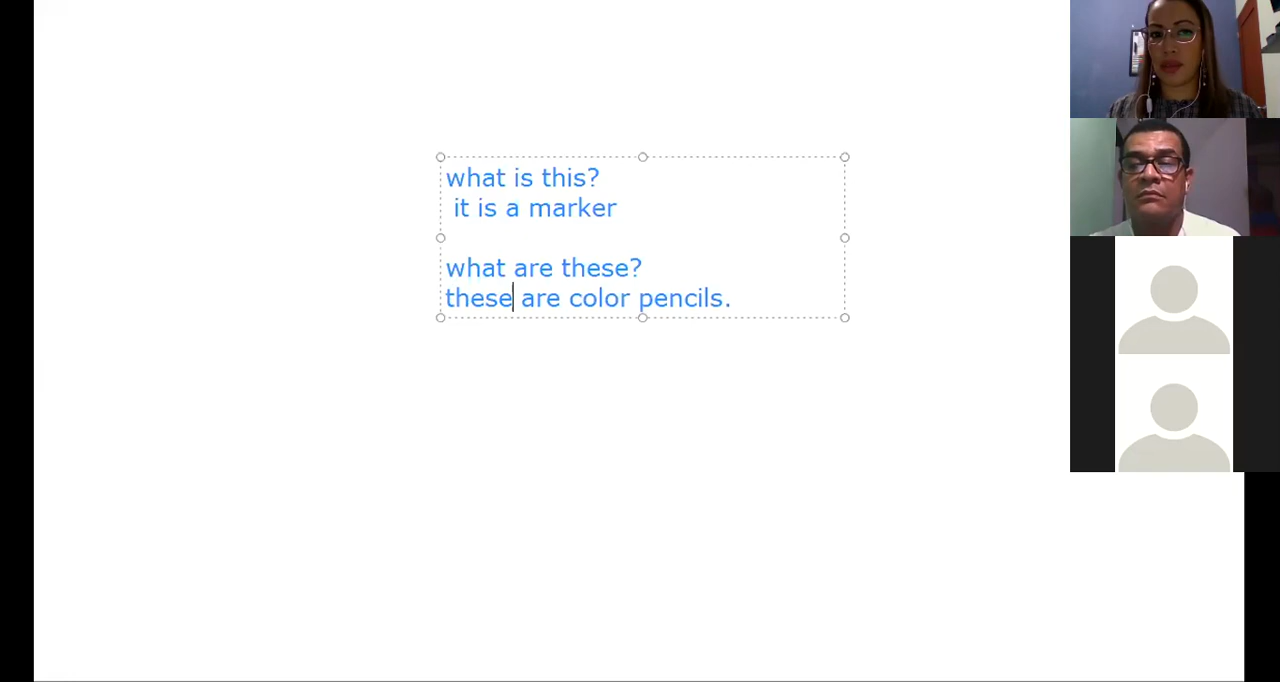 what is this?
it is a marker
what are these?
these are color pencils.